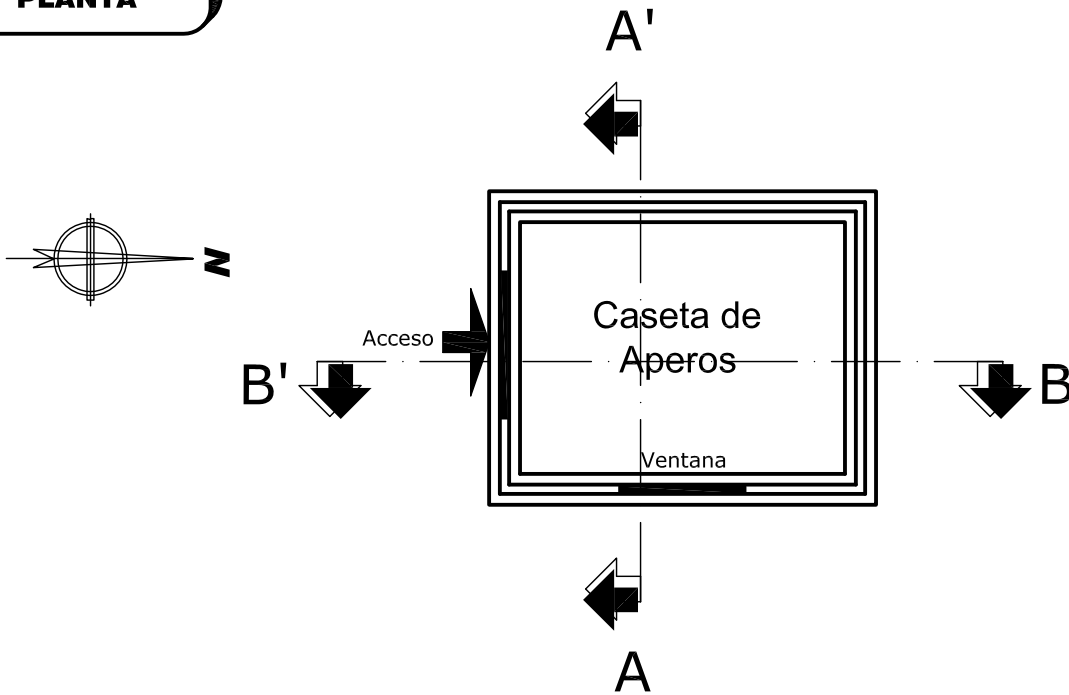 PLANTA
A'
N
Caseta de
Aperos
Acceso
B'
B
Ventana
A